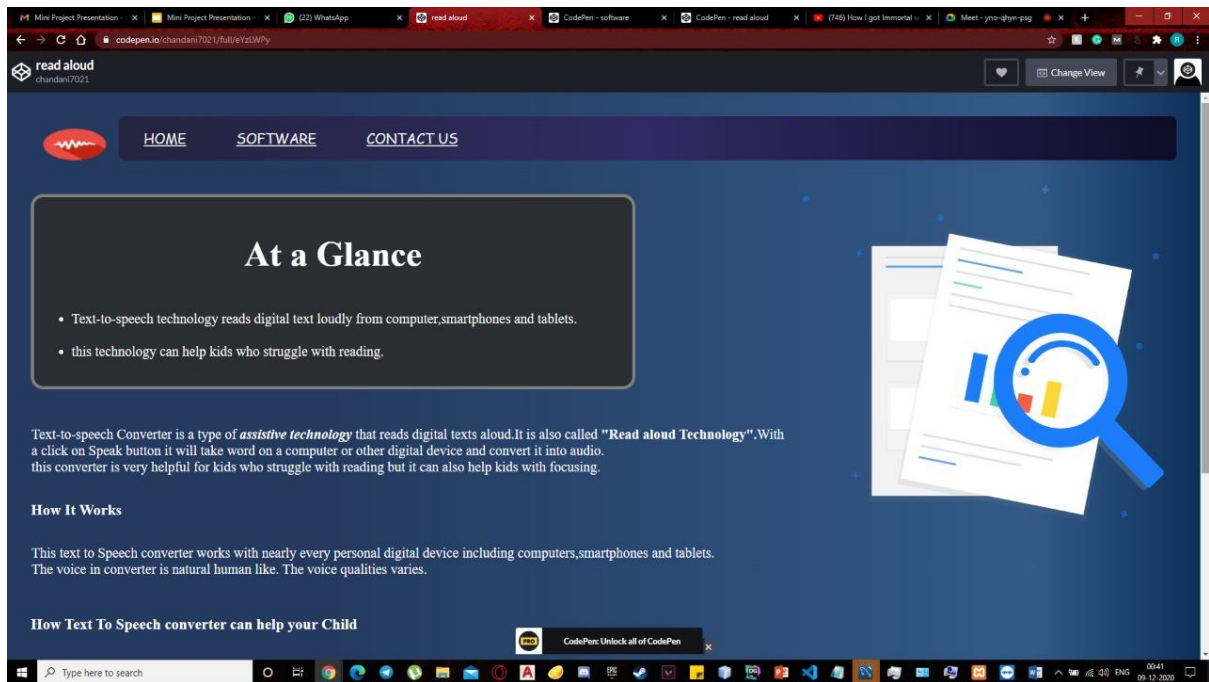 Mini Project Presentation -
Mini Project Presentation -
(22) WhatsApp
read aloud
CodePen - software
CodePen - read aloud
(746) How I got Immortal
Meet - yno-qhyn-psg
codepen.io/chandani7021/full/eYzLWPy
read aloud
chandani7021
Change View
HOME SOFTWARE CONTACT US
At a Glance
• Text-to-speech technology reads digital text loudly from computer,smartphones and tablets.
• this technology can help kids who struggle with reading.
Text-to-speech Converter is a type of assistive technology that reads digital texts aloud.It is also called "Read aloud Technology".With
a click on Speak button it will take word on a computer or other digital device and convert it into audio.
this converter is very helpful for kids who struggle with reading but it can also help kids with focusing.
How It Works
This text to Speech converter works with nearly every personal digital device including computers,smartphones and tablets.
The voice in converter is natural human like. The voice qualities varies.
How Text To Speech converter can help your Child
PRO CodePen: Unlock all of CodePen
Type here to search
ENG
00:41
09-12-2020